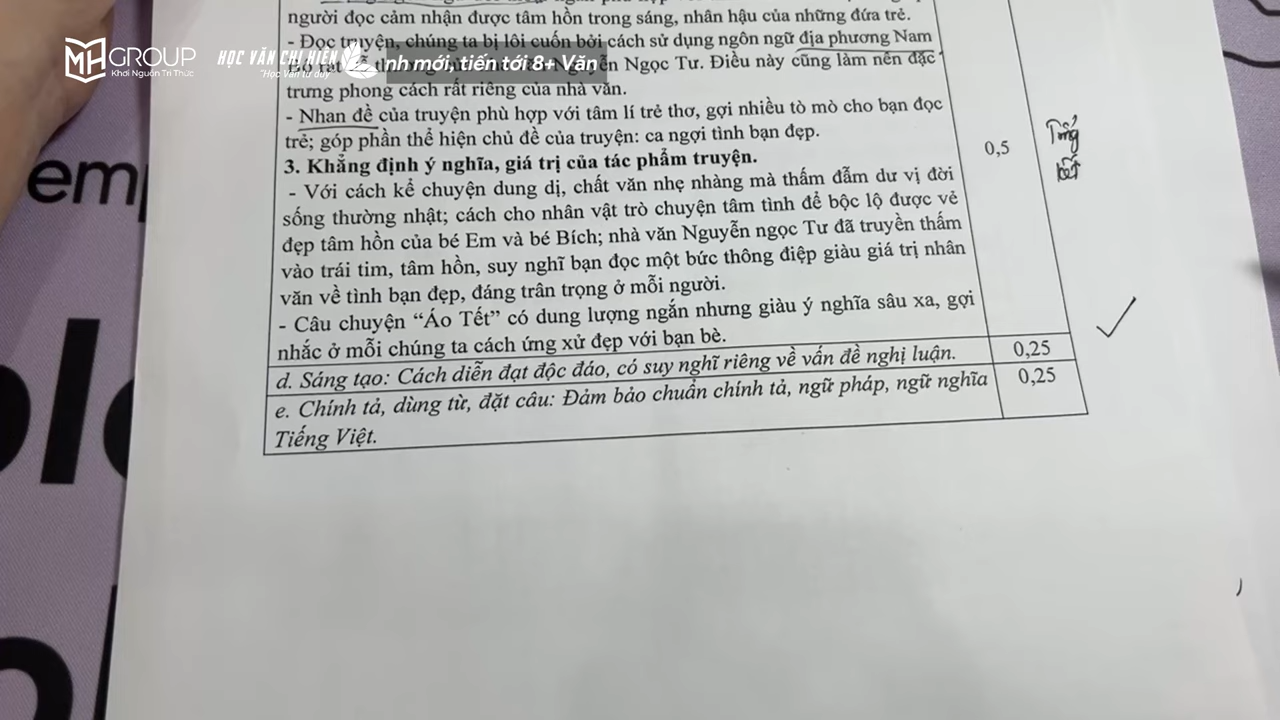 người đọc cảm nhận được tâm hồn trong sáng, nhân hậu của những đứa trẻ.
- Đọc truyện, chúng ta bị lôi cuốn bởi cách sử dụng ngôn ngữ địa phương Nam
Ngọc Tư. Điều này cũng làm nên đặc
trưng phong cách rất riêng của nhà văn.
- Nhan đề của truyện phù hợp với tâm lí trẻ thơ, gợi nhiều tò mò cho bạn đọc
trẻ; góp phần thể hiện chủ đề của truyện: ca ngợi tình bạn đẹp.
3. Khẳng định ý nghĩa, giá trị của tác phẩm truyện.
- Với cách kể chuyện dung dị, chất văn nhẹ nhàng mà thấm đẫm dư vị đời
sống thường nhật; cách cho nhân vật trò chuyện tâm tình để bộc lộ được vẻ
đẹp tâm hồn của bé Em và bé Bích; nhà văn Nguyễn ngọc Tư đã truyền thấm
vào trái tim, tâm hồn, suy nghĩ bạn đọc một bức thông điệp giàu giá trị nhân
văn về tình bạn đẹp, đáng trân trọng ở mỗi người.
- Câu chuyện “Áo Tết” có dung lượng ngắn nhưng giàu ý nghĩa sâu xa, gợi
nhắc ở mỗi chúng ta cách ứng xử đẹp với bạn bè.
0,5
Tổng
kết
d. Sáng tạo: Cách diễn đạt độc đáo, có suy nghĩ riêng về vấn đề nghị luận.
0,25
e. Chính tả, dùng từ, đặt câu: Đảm bảo chuẩn chính tả, ngữ pháp, ngữ nghĩa
Tiếng Việt.
0,25
MH GROUP
Khơi Nguồn Tri Thức
HỌC VĂN CHỊ HIÊN
"Học Văn tư duy"
nh mới, tiến tới 8+ Văn
emp